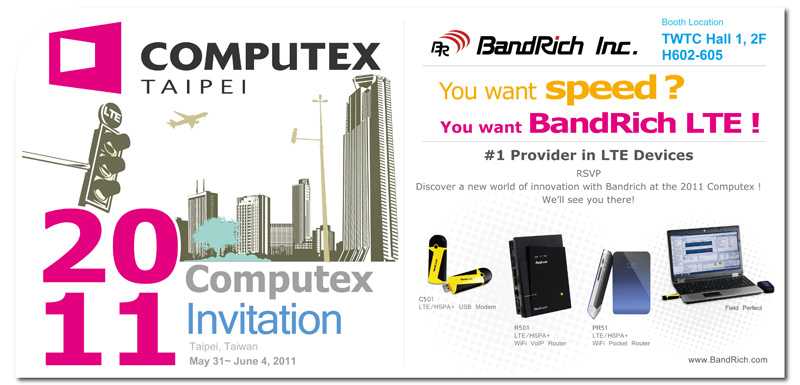 COMPUTEX
TAIPEI
LTE
20
11
Computex
Invitation
Taipei, Taiwan
May 31~ June 4, 2011
BR
BandRich Inc.
Booth Location
TWTC Hall 1, 2F
H602-605
You want speed ?
You want BandRich LTE !
#1 Provider in LTE Devices
RSVP
Discover a new world of innovation with Bandrich at the 2011 Computex !
We'll see you there!
C501
LTE/HSPA+ USB Modem
R501
LTE/HSPA+
WiFi VoIP Router
PR51
LTE/HSPA+
WiFi Pocket Router
Field Perfect
www.BandRich.com